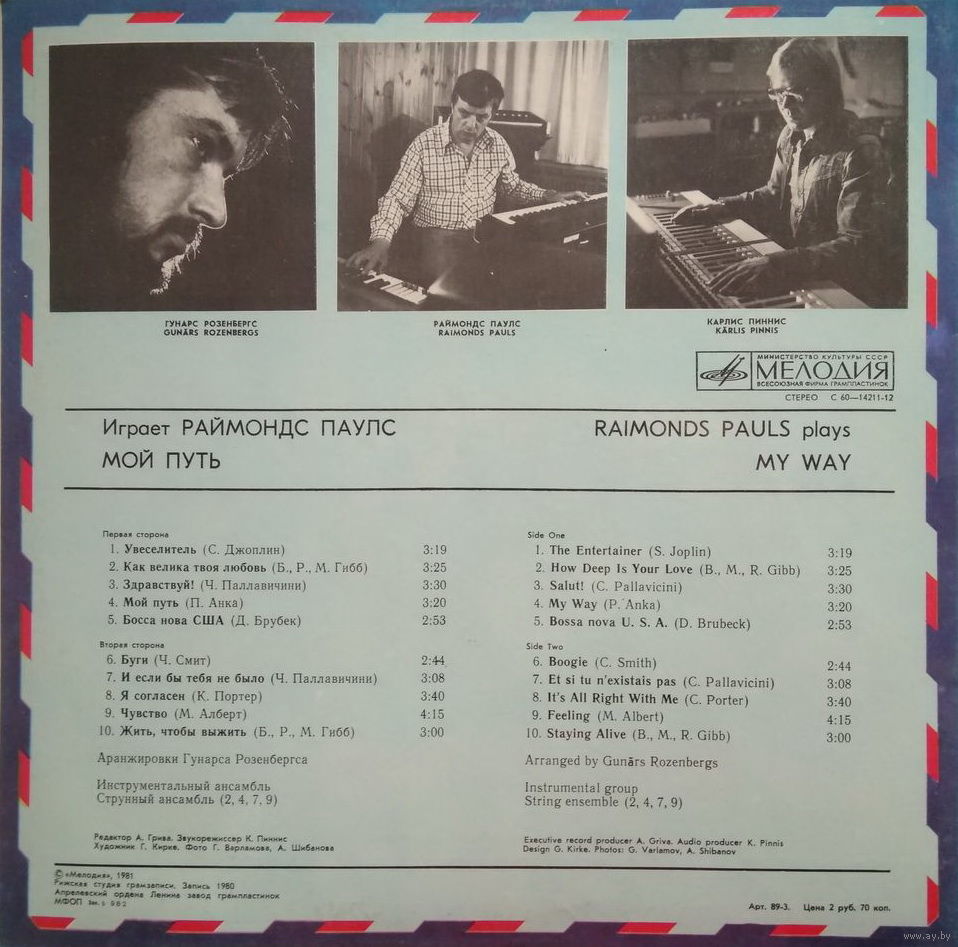 ГУНАРС РОЗЕНБЕРГС
GUNĀRS ROZENBERGS
РАЙМОНДС ПАУЛС
RAIMONDS PAULS
КАРЛИС ПИННИС
KĀRLIS PINNIS
МИНИСТЕРСТВО КУЛЬТУРЫ СССР
МЕЛОДИЯ
ВСЕСОЮЗНАЯ ФИРМА ГРАМПЛАСТИНОК
СТЕРЕО С 60—14211-12
Играет РАЙМОНДС ПАУЛС
МОЙ ПУТЬ
RAIMONDS PAULS plays
MY WAY
Первая сторона
1. Увеселитель (С. Джоплин) 3:19
2. Как велика твоя любовь (Б., Р., М. Гибб) 3:25
3. Здравствуй! (Ч. Паллавичини) 3:30
4. Мой путь (П. Анка) 3:20
5. Босса нова США (Д. Брубек) 2:53
Вторая сторона
6. Буги (Ч. Смит) 2:44
7. И если бы тебя не было (Ч. Паллавичини) 3:08
8. Я согласен (К. Портер) 3:40
9. Чувство (М. Алберт) 4:15
10. Жить, чтобы выжить (Б., Р., М. Гибб) 3:00
Аранжировки Гунарса Розенбергса
Инструментальный ансамбль
Струнный ансамбль (2, 4, 7, 9)
Редактор А. Грива. Звукорежиссер К. Пиннис
Художник Г. Кирке. Фото Г. Варламова, А. Шибанова
Side One
1. The Entertainer (S. Joplin) 3:19
2. How Deep Is Your Love (B., M., R. Gibb) 3:25
3. Salut! (C. Pallavicini) 3:30
4. My Way (P. Anka) 3:20
5. Bossa nova U. S. A. (D. Brubeck) 2:53
Side Two
6. Boogie (C. Smith) 2:44
7. Et si tu n'existais pas (C. Pallavicini) 3:08
8. It's All Right With Me (C. Porter) 3:40
9. Feeling (M. Albert) 4:15
10. Staying Alive (B., M., R. Gibb) 3:00
Arranged by Gunārs Rozenbergs
Instrumental group
String ensemble (2, 4, 7, 9)
Executive record producer A. Griva. Audio producer K. Pinnis
Design G. Kirke. Photos: G. Varlamov, A. Shibanov
© «Мелодия», 1981
Рижская студия грамзаписи. Запись 1980
Апрелевский ордена Ленина завод грампластинок
МФОП Зак. 982
Арт. 89-3. Цена 2 руб. 70 коп.
www.ay.by